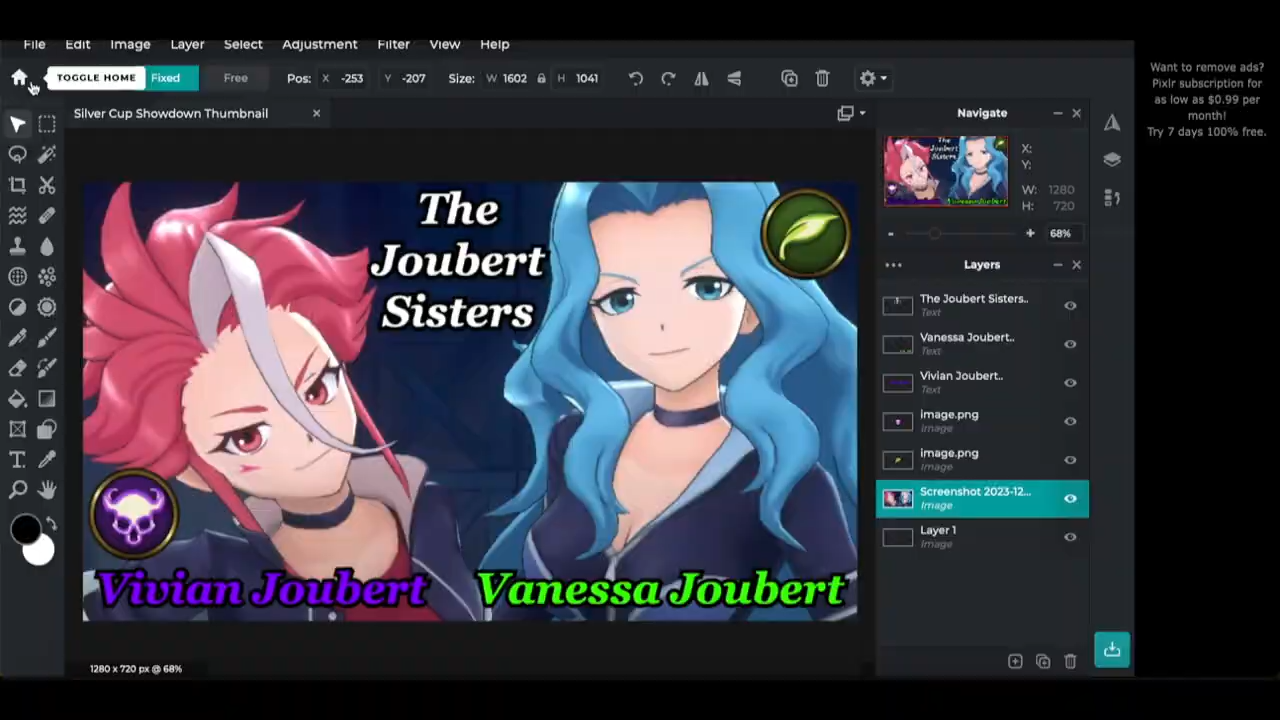 File Edit Image Layer Select Adjustment Filter View Help
TOGGLE HOME Fixed Free Pos: X -253 Y -207 Size: W 1602 H 1041
Want to remove ads?
Pixlr subscription for
as low as $0.99 per
month!
Try 7 days 100% free.
Silver Cup Showdown Thumbnail
Navigate
X:
Y:
W: 1280
H: 720
- + 68%
The
Joubert
Sisters
Vivian Joubert
Vanessa Joubert
Layers
The Joubert Sisters..
Text
Vanessa Joubert..
Text
Vivian Joubert..
Text
image.png
Image
image.png
Image
Screenshot 2023-12...
Image
Layer 1
Image
1280 x 720 px @ 68%